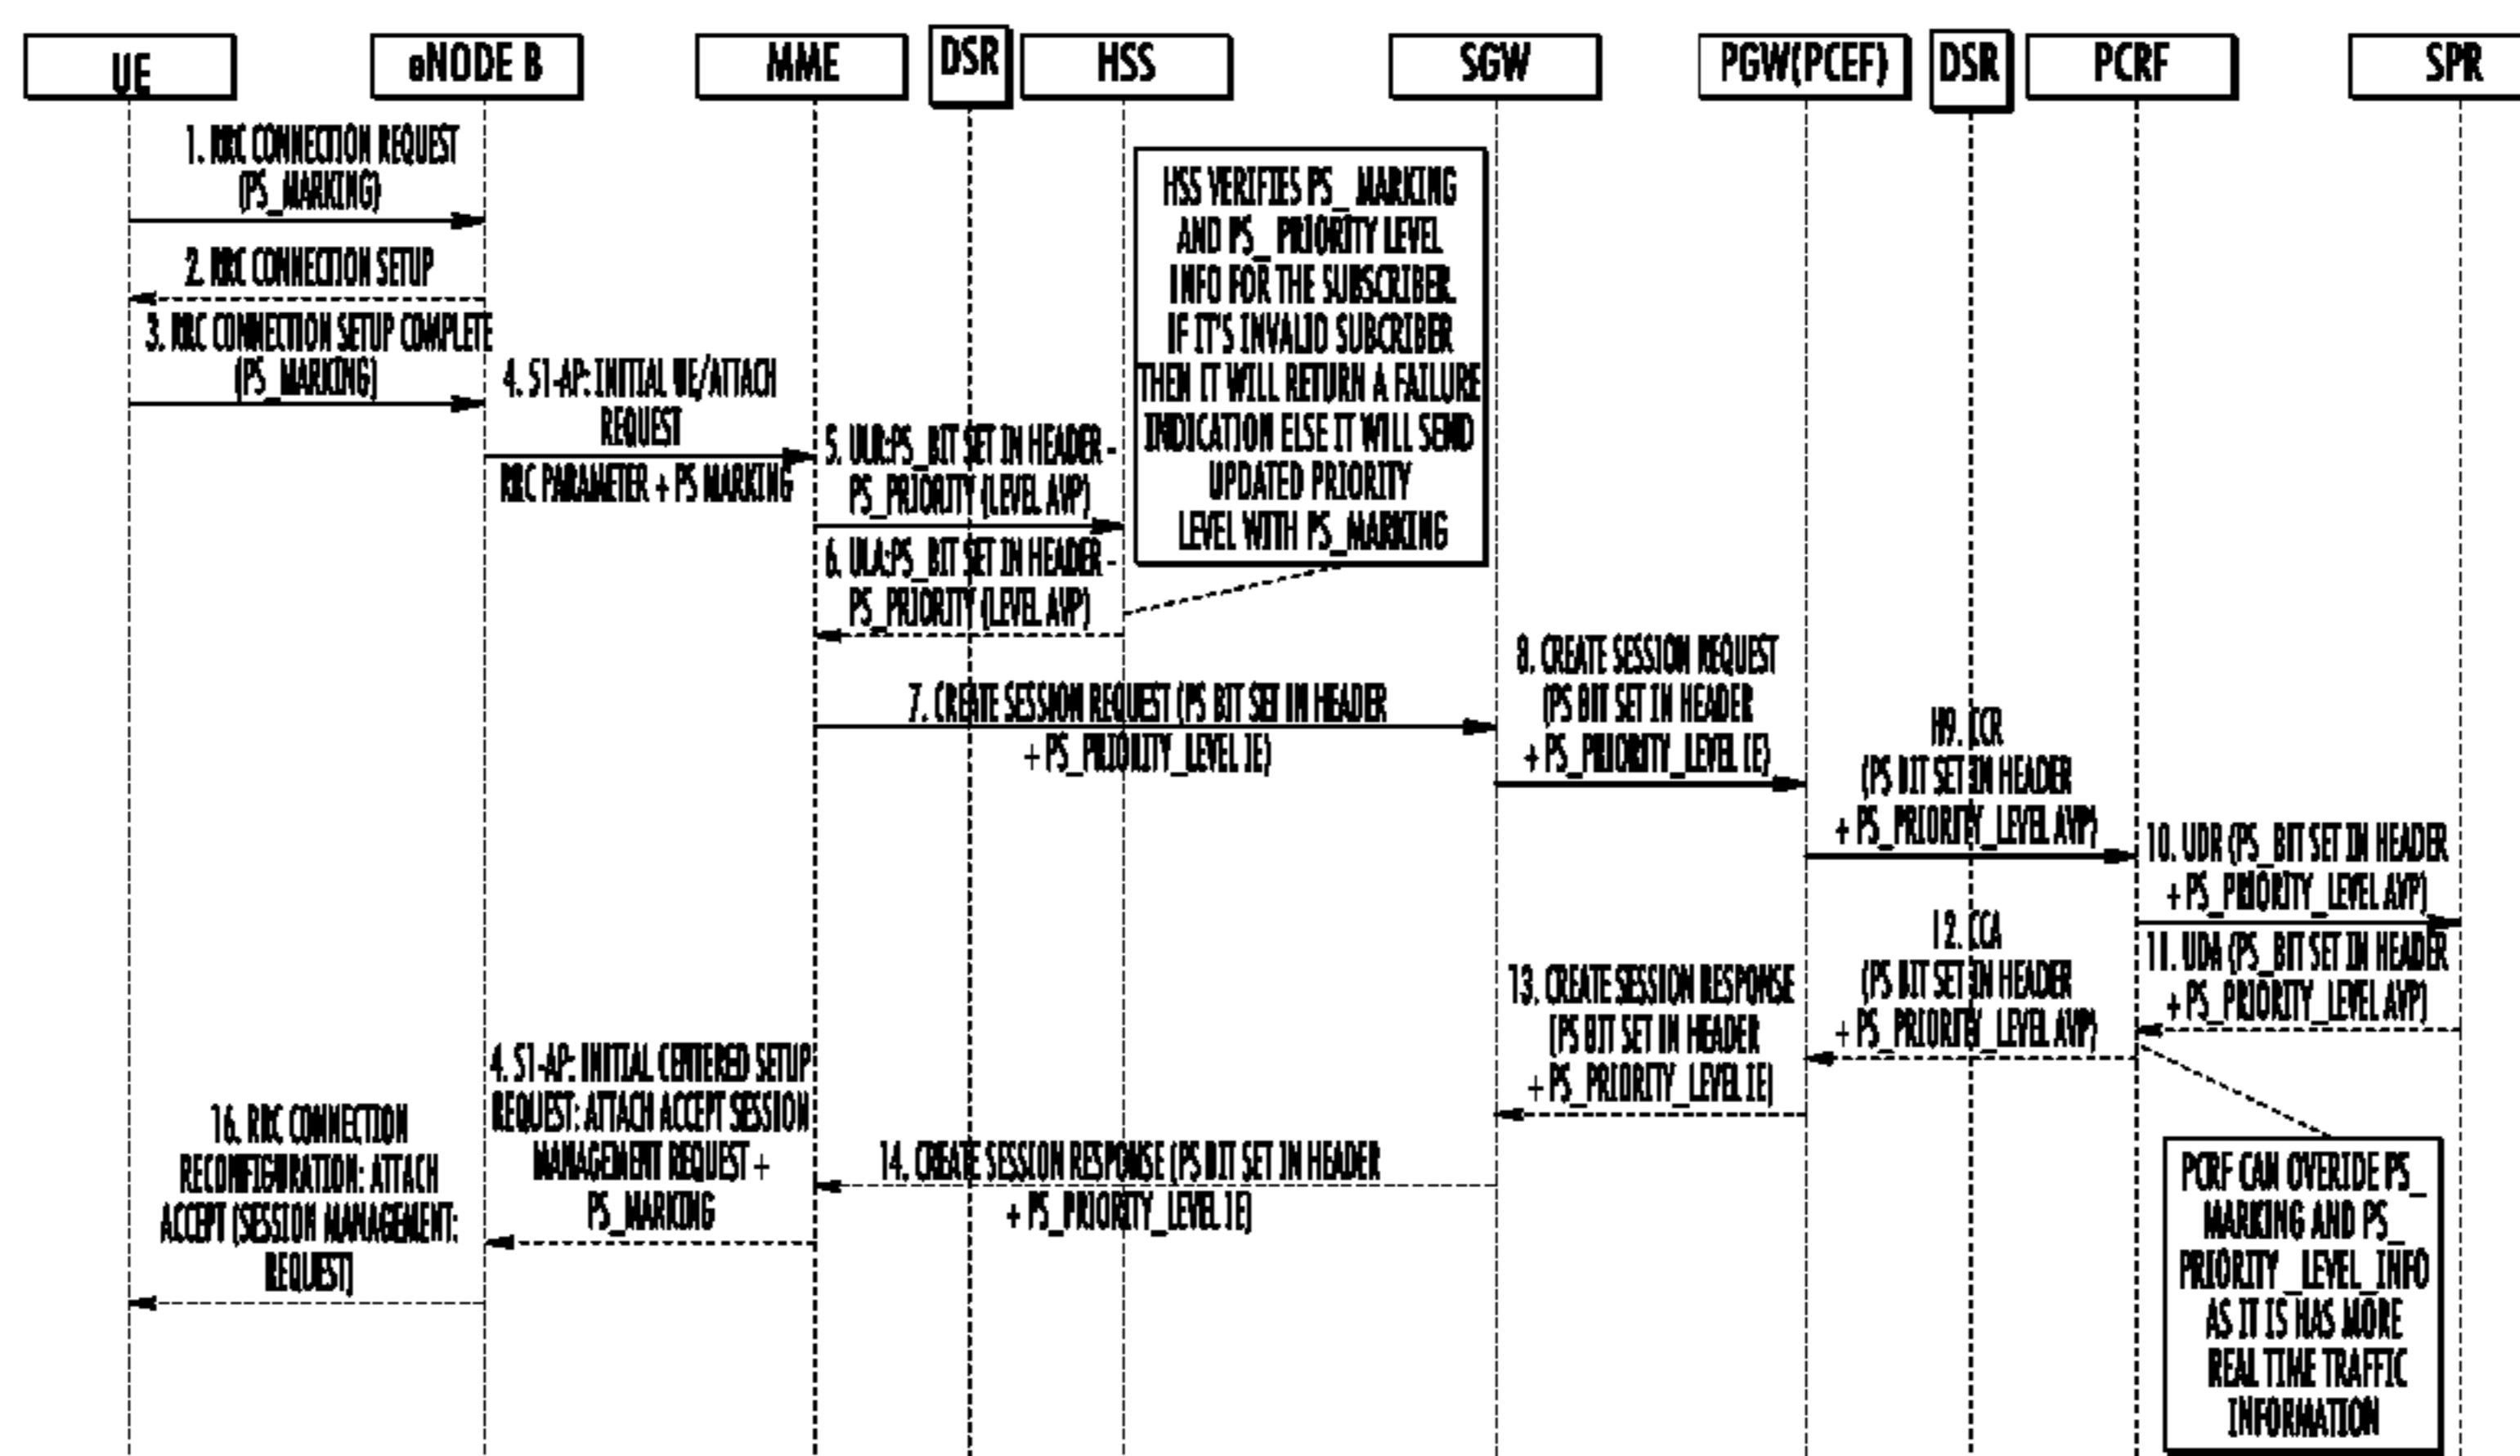 UE
eNODE B
MME
DSR
HSS
SGW
PGW(PCEF)
DSR
PCRF
SPR
1. RRC CONNECTION REQUEST
(PS_MARKING)
2. RRC CONNECTION SETUP
3. RRC CONNECTION SETUP COMPLETE
(PS_MARKING)
4. S1-AP: INITIAL UE/ATTACH
REQUEST
RRC PARAMETER + PS MARKING
5. ULR:PS_BIT SET IN HEADER -
PS_PRIORITY (LEVEL AVP)
6. ULA:PS_BIT SET IN HEADER -
PS_PRIORITY (LEVEL AVP)
HSS VERIFIES PS_ MARKING
AND PS_ PRIORITY LEVEL
INFO FOR THE SUBSCRIBER.
IF IT'S INVALID SUBCRIBER
THEN IT WILL RETURN A FAILURE
INDICATION ELSE IT WILL SEND
UPDATED PRIORITY
LEVEL WITH PS_MARKING
7. CREATE SESSION REQUEST (PS BIT SET IN HEADER
+ PS_PRIORITY_LEVEL IE)
8. CREATE SESSION REQUEST
(PS BIT SET IN HEADER
+ PS_PRIORITY_LEVEL IE)
H9. CCR
(PS BIT SET IN HEADER
+ PS_PRIORITY_LEVEL AVP)
10. UDR (PS_BIT SET IN HEADER
+ PS_PRIORITY_LEVEL AVP)
11. UDA (PS_BIT SET IN HEADER
+ PS_PRIORITY_LEVEL AVP)
12. CCA
(PS BIT SET IN HEADER
+ PS_PRIORITY_LEVEL AVP)
13. CREATE SESSION RESPONSE
(PS BIT SET IN HEADER
+ PS_PRIORITY_LEVEL IE)
14. CREATE SESSION RESPONSE (PS BIT SET IN HEADER
+ PS_PRIORITY_LEVEL IE)
4. S1-AP: INITIAL CENTERED SETUP
REQUEST: ATTACH ACCEPT SESSION
MANAGEMENT REQUEST +
PS_MARKING
16. RRC CONNECTION
RECONFIGURATION: ATTACH
ACCEPT (SESSION MANAGEMENT:
REQUEST)
PCRF CAN OVERIDE PS_
MARKING AND PS_
PRIORITY _LEVEL_INFO
AS IT IS HAS MORE
REAL TIME TRAFFIC
INFORMATION